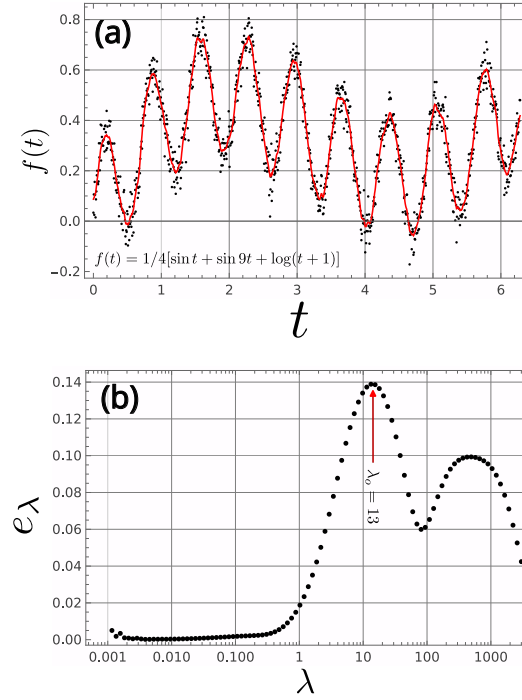 (a)
f(t)
0.8
0.6
0.4
0.2
0.0
−0.2
f(t) = 1/4[sin t + sin 9t + log(t + 1)]
0 1 2 3 4 5 6
t
(b)
e_λ
0.14
0.12
0.10
0.08
0.06
0.04
0.02
0.00
λ_o = 13
0.001 0.010 0.100 1 10 100 1000
λ